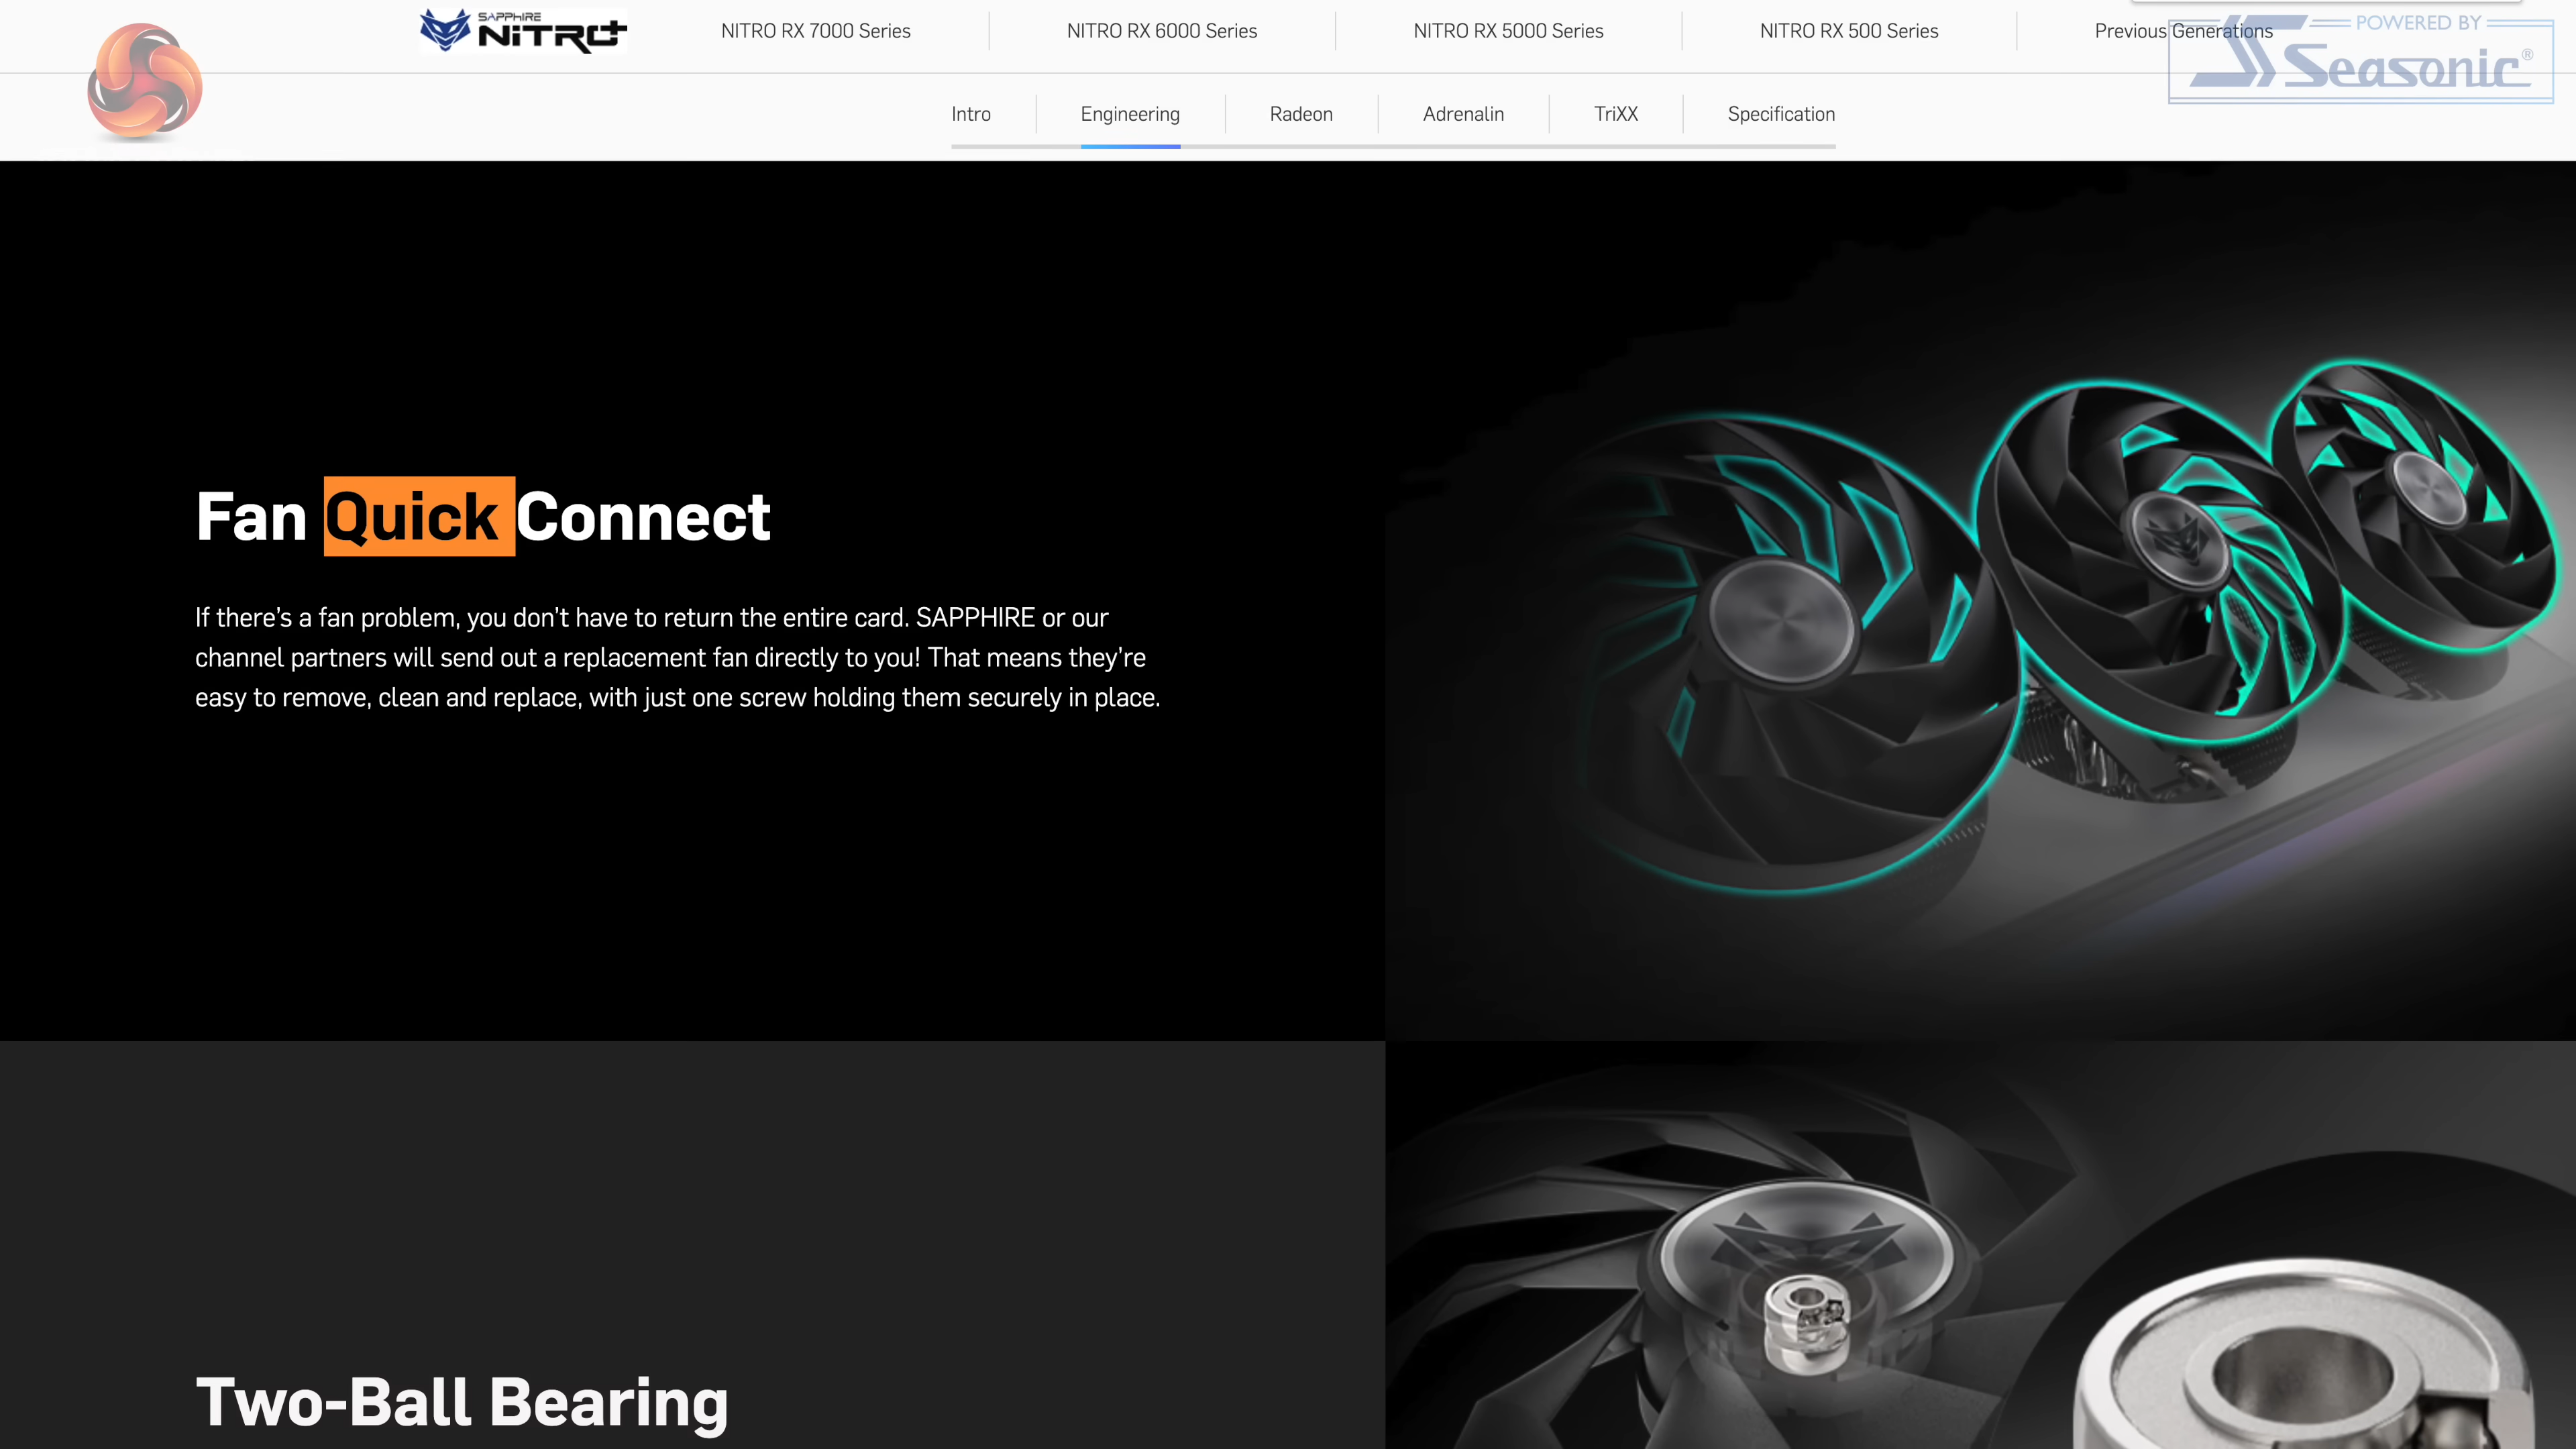 SAPPHIRE
NITRO+
NITRO RX 7000 Series
NITRO RX 6000 Series
NITRO RX 5000 Series
NITRO RX 500 Series
Previous Generations
POWERED BY
Seasonic®
Intro
Engineering
Radeon
Adrenalin
TriXX
Specification
Fan Quick Connect
If there's a fan problem, you don't have to return the entire card. SAPPHIRE or our
channel partners will send out a replacement fan directly to you! That means they're
easy to remove, clean and replace, with just one screw holding them securely in place.
Two-Ball Bearing